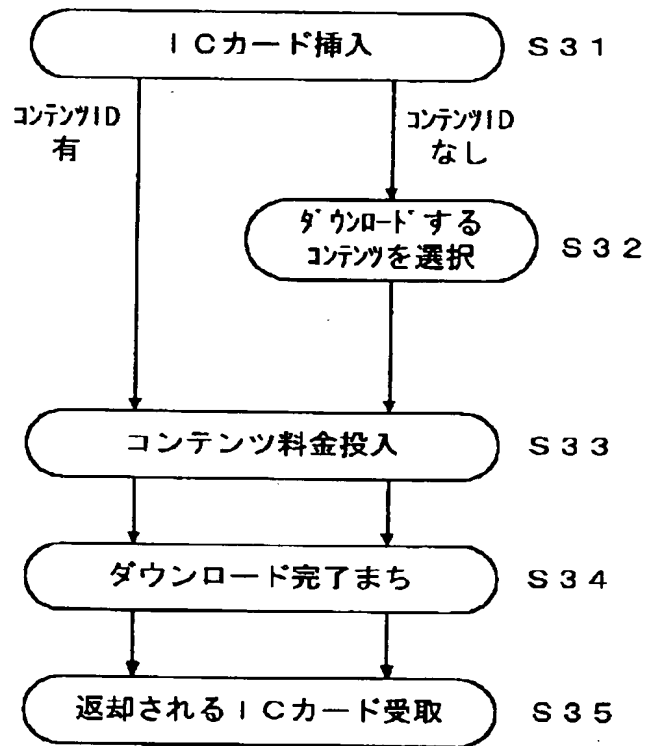 ICカード挿入 S31
コンテンツID
有
コンテンツID
なし
ダウンロードする
コンテンツを選択 S32
コンテンツ料金投入 S33
ダウンロード完了まち S34
返却されるICカード受取 S35